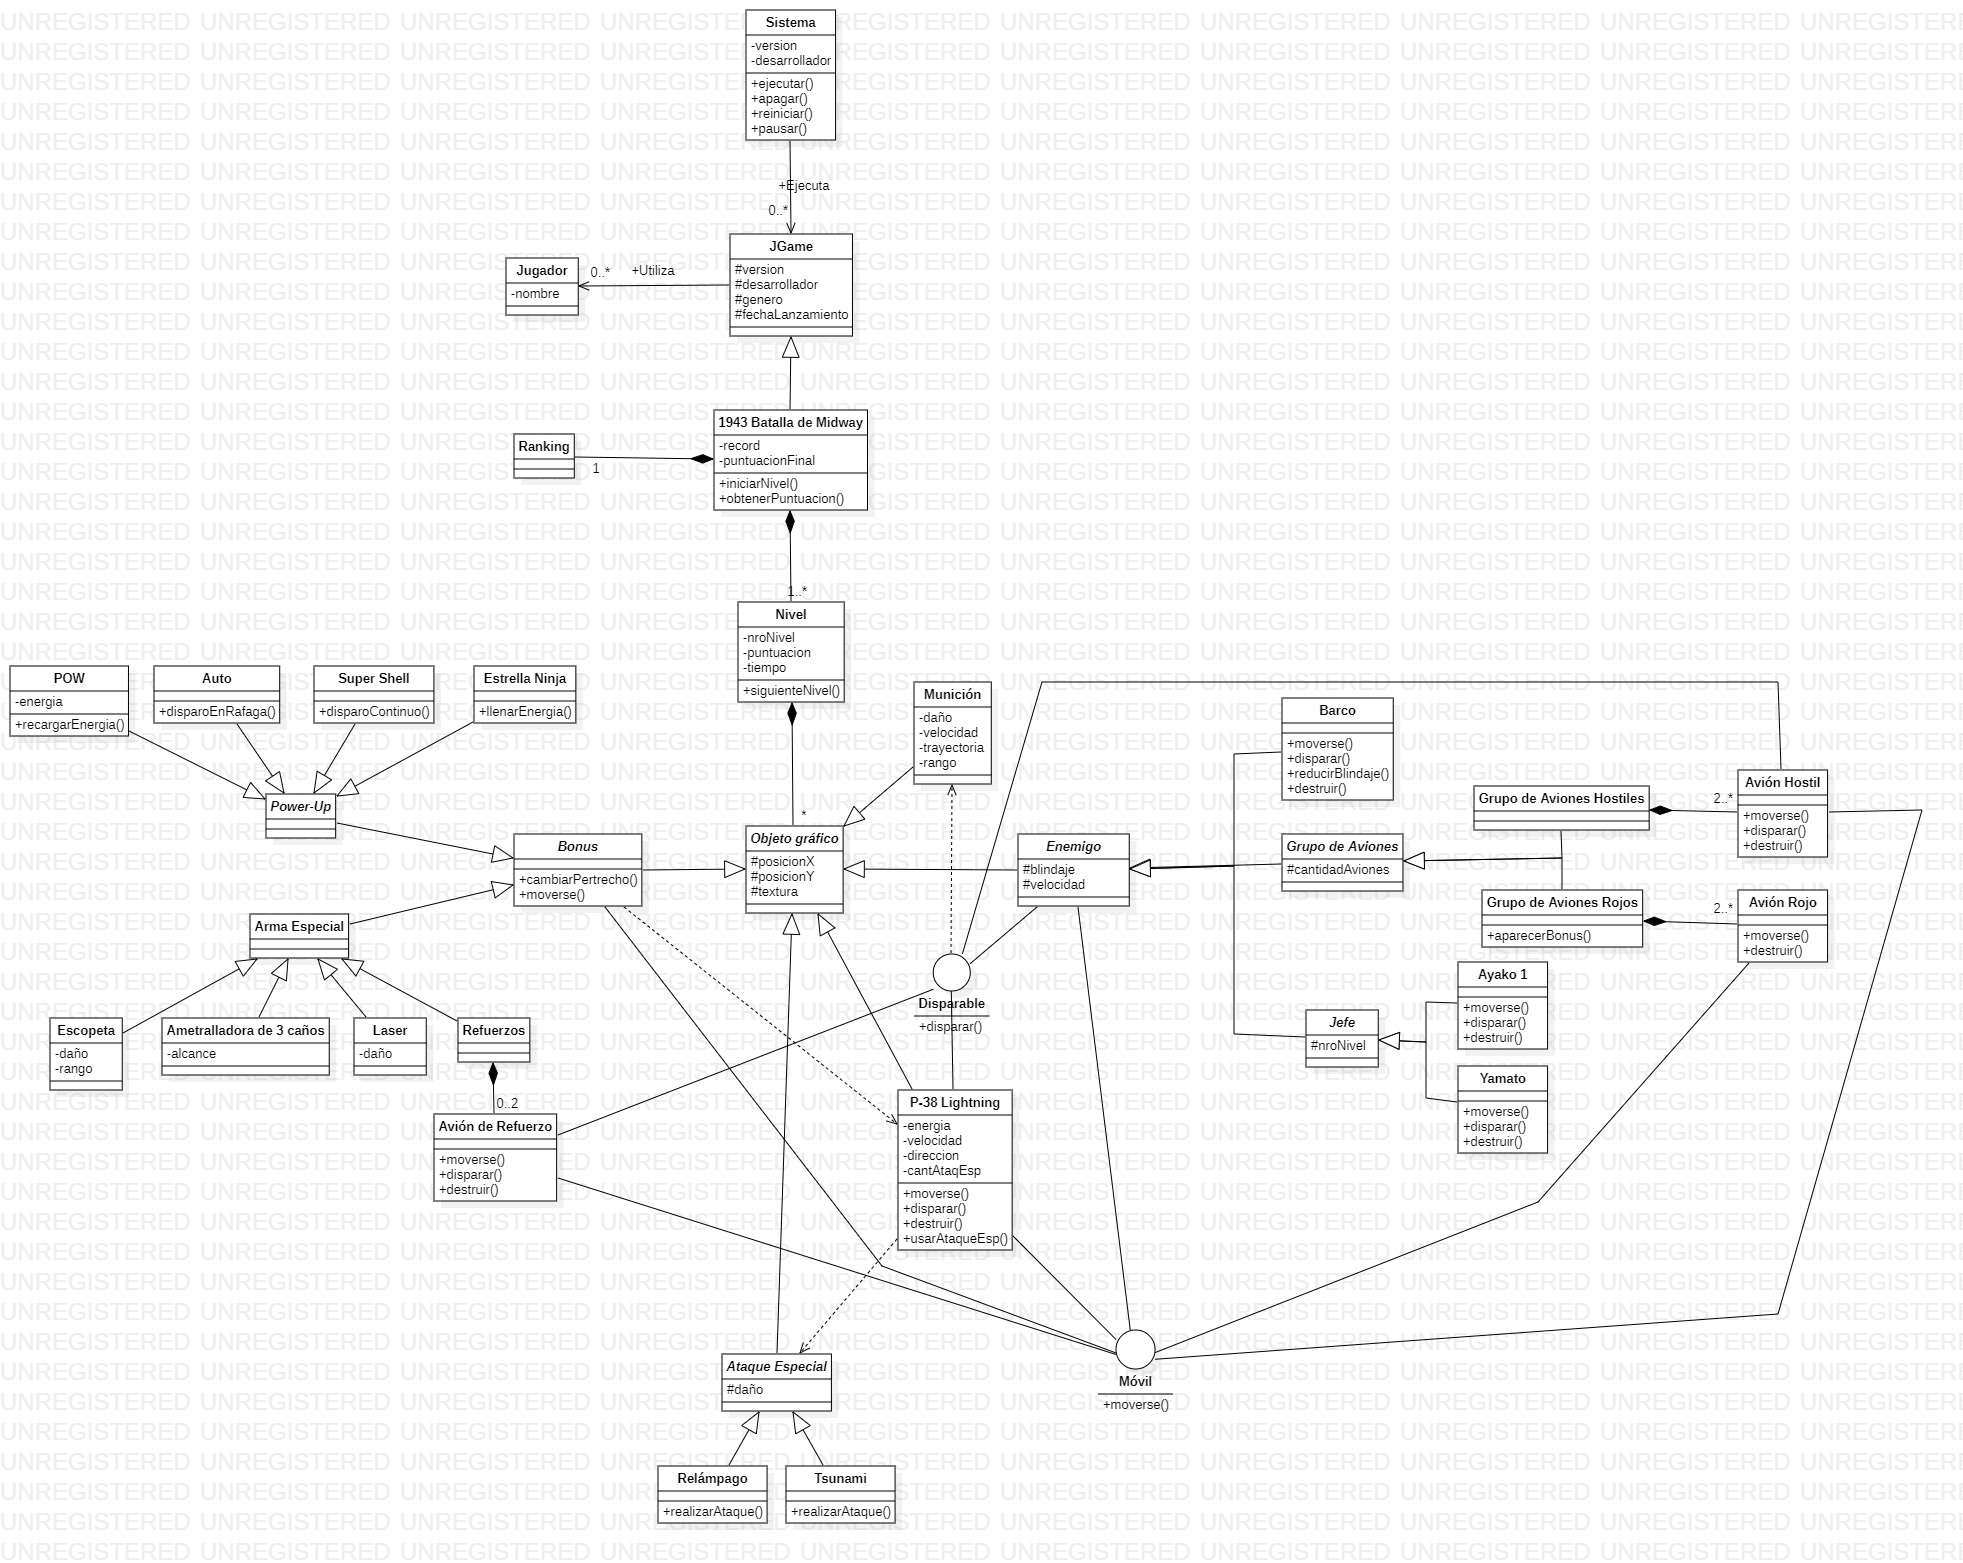 Sistema
-version
-desarrollador
+ejecutar()
+apagar()
+reiniciar()
+pausar()
+Ejecuta
0..*
JGame
#version
#desarrollador
#genero
#fechaLanzamiento
Jugador
-nombre
0..*
+Utiliza
1943 Batalla de Midway
-record
-puntuacionFinal
+iniciarNivel()
+obtenerPuntuacion()
Ranking
1
1..*
Nivel
-nroNivel
-puntuacion
-tiempo
+siguienteNivel()
*
POW
-energia
+recargarEnergia()
Auto
+disparoEnRafaga()
Super Shell
+disparoContinuo()
Estrella Ninja
+llenarEnergia()
Power-Up
Bonus
+cambiarPertrecho()
+moverse()
Objeto gráfico
#posicionX
#posicionY
#textura
Munición
-daño
-velocidad
-trayectoria
-rango
Enemigo
#blindaje
#velocidad
Barco
+moverse()
+disparar()
+reducirBlindaje()
+destruir()
Grupo de Aviones
#cantidadAviones
Grupo de Aviones Hostiles
2..*
Avión Hostil
+moverse()
+disparar()
+destruir()
Grupo de Aviones Rojos
+aparecerBonus()
2..*
Avión Rojo
+moverse()
+destruir()
Ayako 1
+moverse()
+disparar()
+destruir()
Jefe
#nroNivel
Yamato
+moverse()
+disparar()
+destruir()
Arma Especial
Escopeta
-daño
-rango
Ametralladora de 3 caños
-alcance
Laser
-daño
Refuerzos
0..2
Avión de Refuerzo
+moverse()
+disparar()
+destruir()
Disparable
+disparar()
P-38 Lightning
-energia
-velocidad
-direccion
-cantAtaqEsp
+moverse()
+disparar()
+destruir()
+usarAtaqueEsp()
Móvil
+moverse()
Ataque Especial
#daño
Relámpago
+realizarAtaque()
Tsunami
+realizarAtaque()
UNREGISTERED